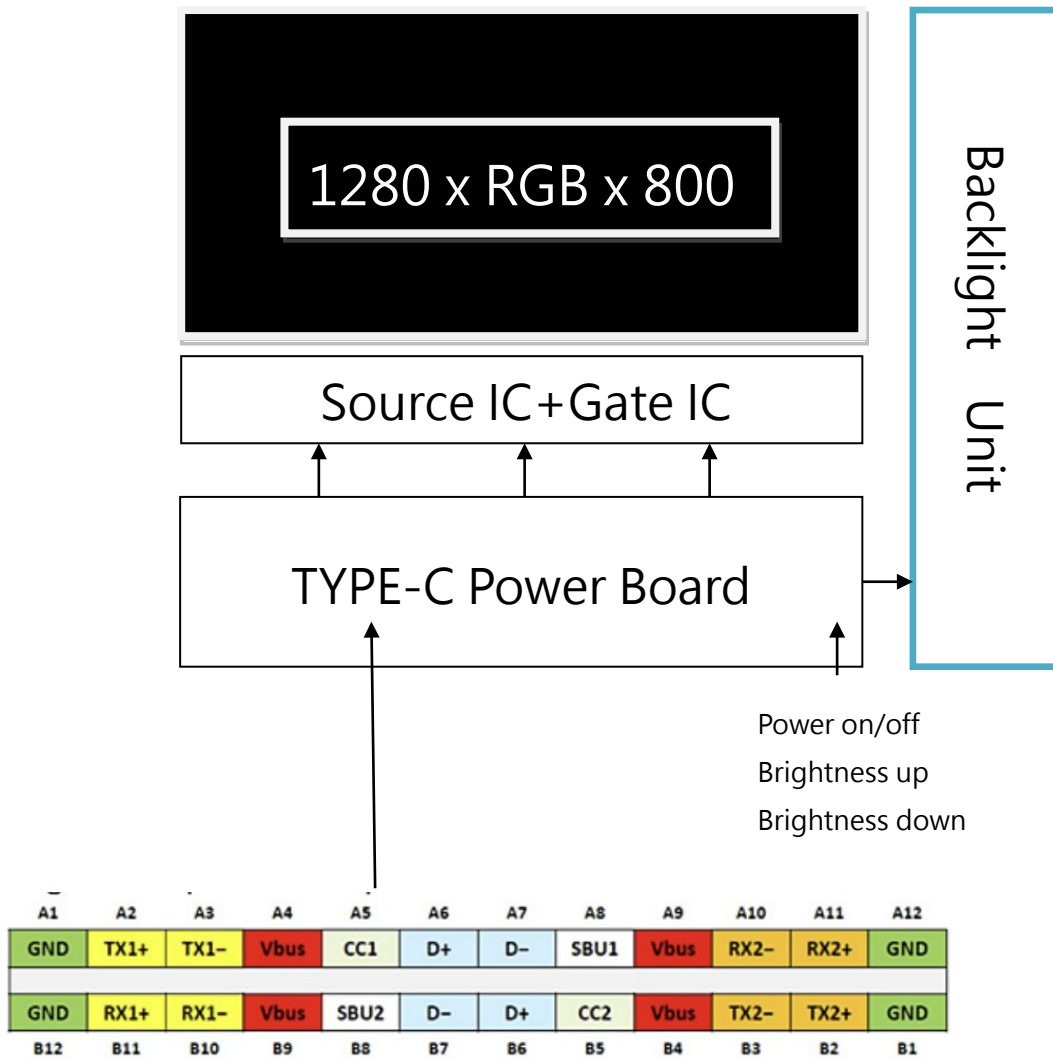 1280 x RGB x 800
Backlight Unit
Source IC+Gate IC
TYPE-C Power Board
Power on/off
Brightness up
Brightness down
A1 A2 A3 A4 A5 A6 A7 A8 A9 A10 A11 A12
GND TX1+ TX1− Vbus CC1 D+ D− SBU1 Vbus RX2− RX2+ GND
GND RX1+ RX1− Vbus SBU2 D− D+ CC2 Vbus TX2− TX2+ GND
B12 B11 B10 B9 B8 B7 B6 B5 B4 B3 B2 B1